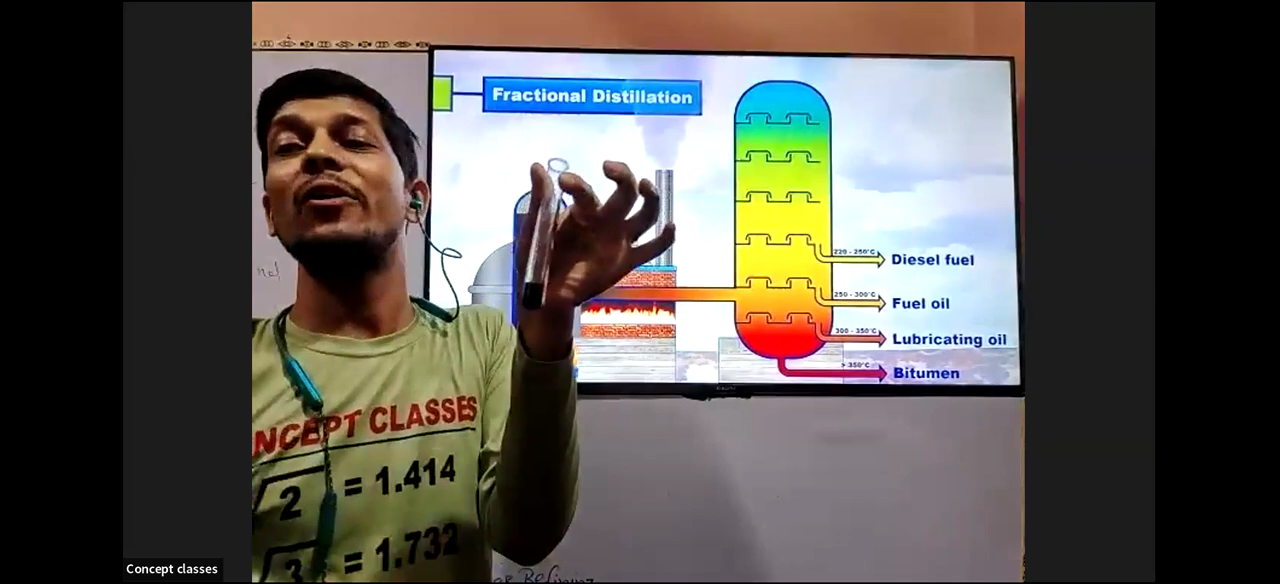 Fractional Distillation
220 - 250°C
Diesel fuel
250 - 300°C
Fuel oil
300 - 350°C
Lubricating oil
> 350°C
Bitumen
NCEPT CLASSES
√2 = 1.414
√3 = 1.732
Concept classes